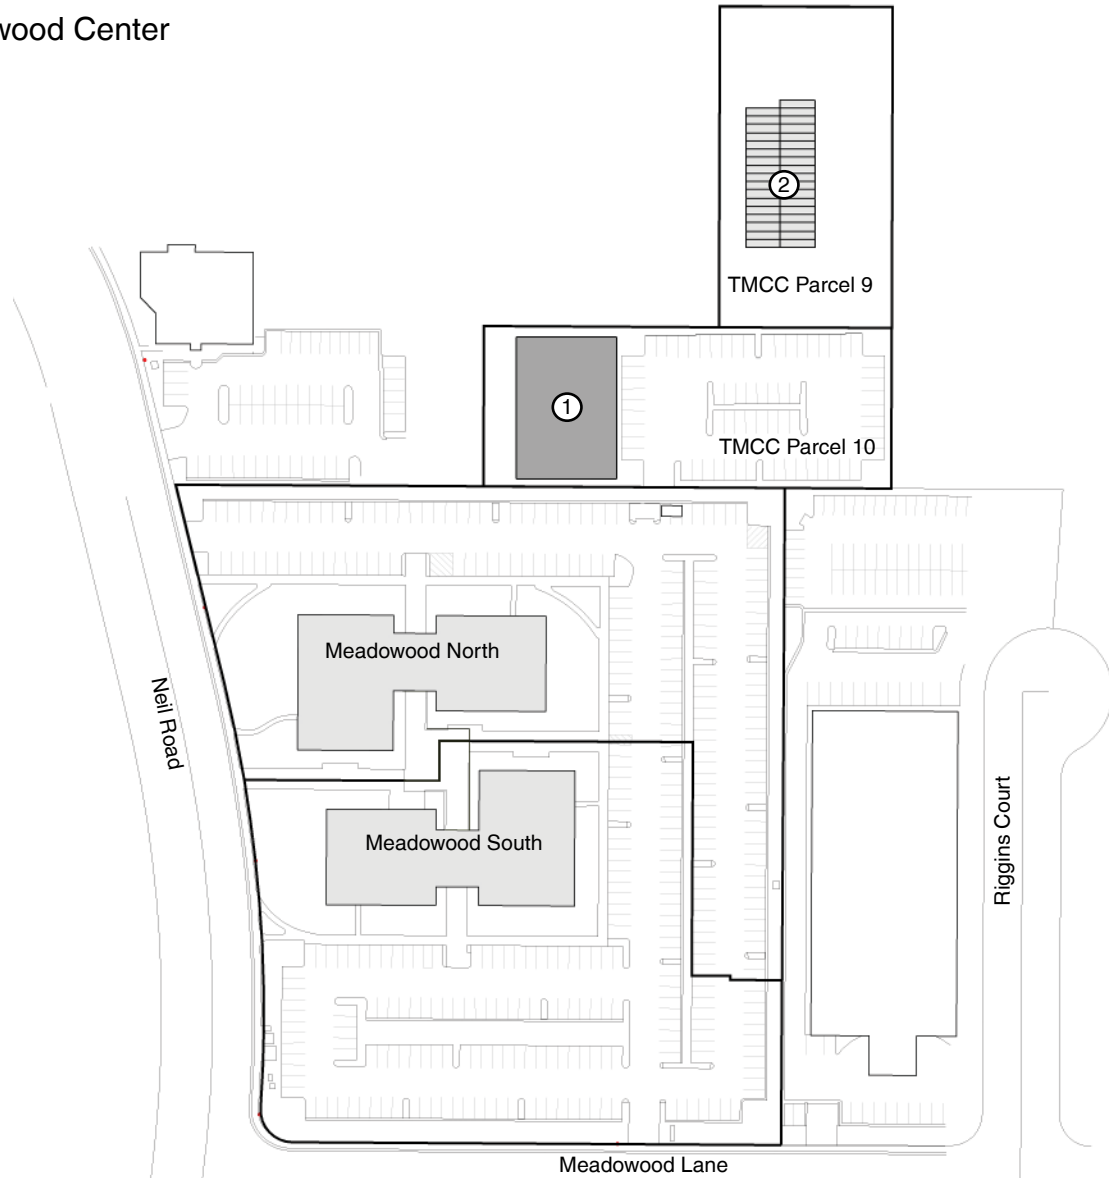 wood Center
2
TMCC Parcel 9
1
TMCC Parcel 10
Meadowood North
Neil Road
Meadowood South
Riggins Court
Meadowood Lane